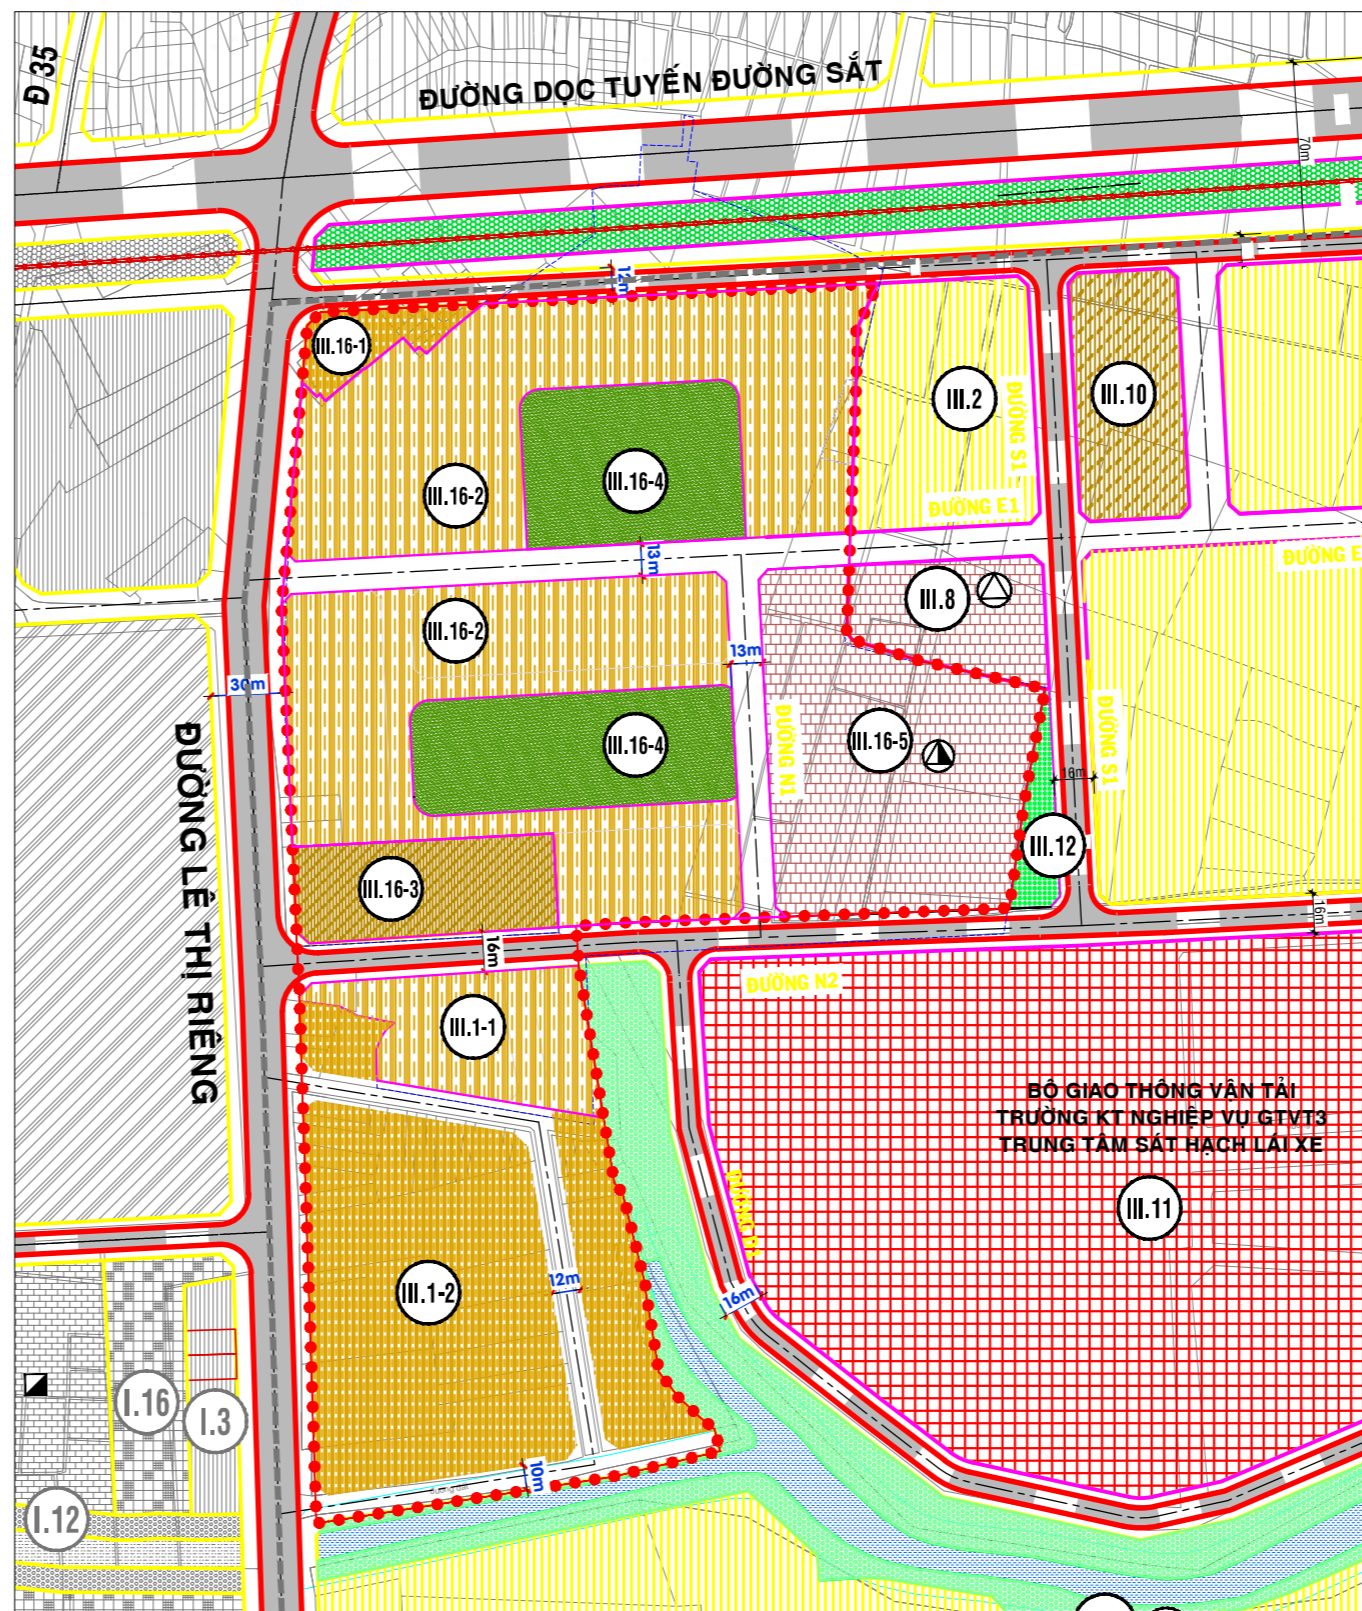 Đ 35
ĐƯỜNG DỌC TUYẾN ĐƯỜNG SẮT
70m
12m
III.16-1
III.2
ĐƯỜNG S1
III.10
III.16-2
III.16-4
ĐƯỜNG E1
13m
ĐƯỜNG E
III.16-2
III.8
13m
30m
ĐƯỜNG LÊ THỊ RIÊNG
III.16-4
ĐƯỜNG N1
III.16-5
ĐƯỜNG S1
16m
III.12
III.16-3
16m
16m
ĐƯỜNG N2
III.1-1
BỘ GIAO THÔNG VẬN TẢI
TRƯỜNG KT NGHIỆP VỤ GTVT3
TRUNG TÂM SÁT HẠCH LÁI XE
III.11
12m
III.1-2
16m
I.16
I.3
10m
I.12